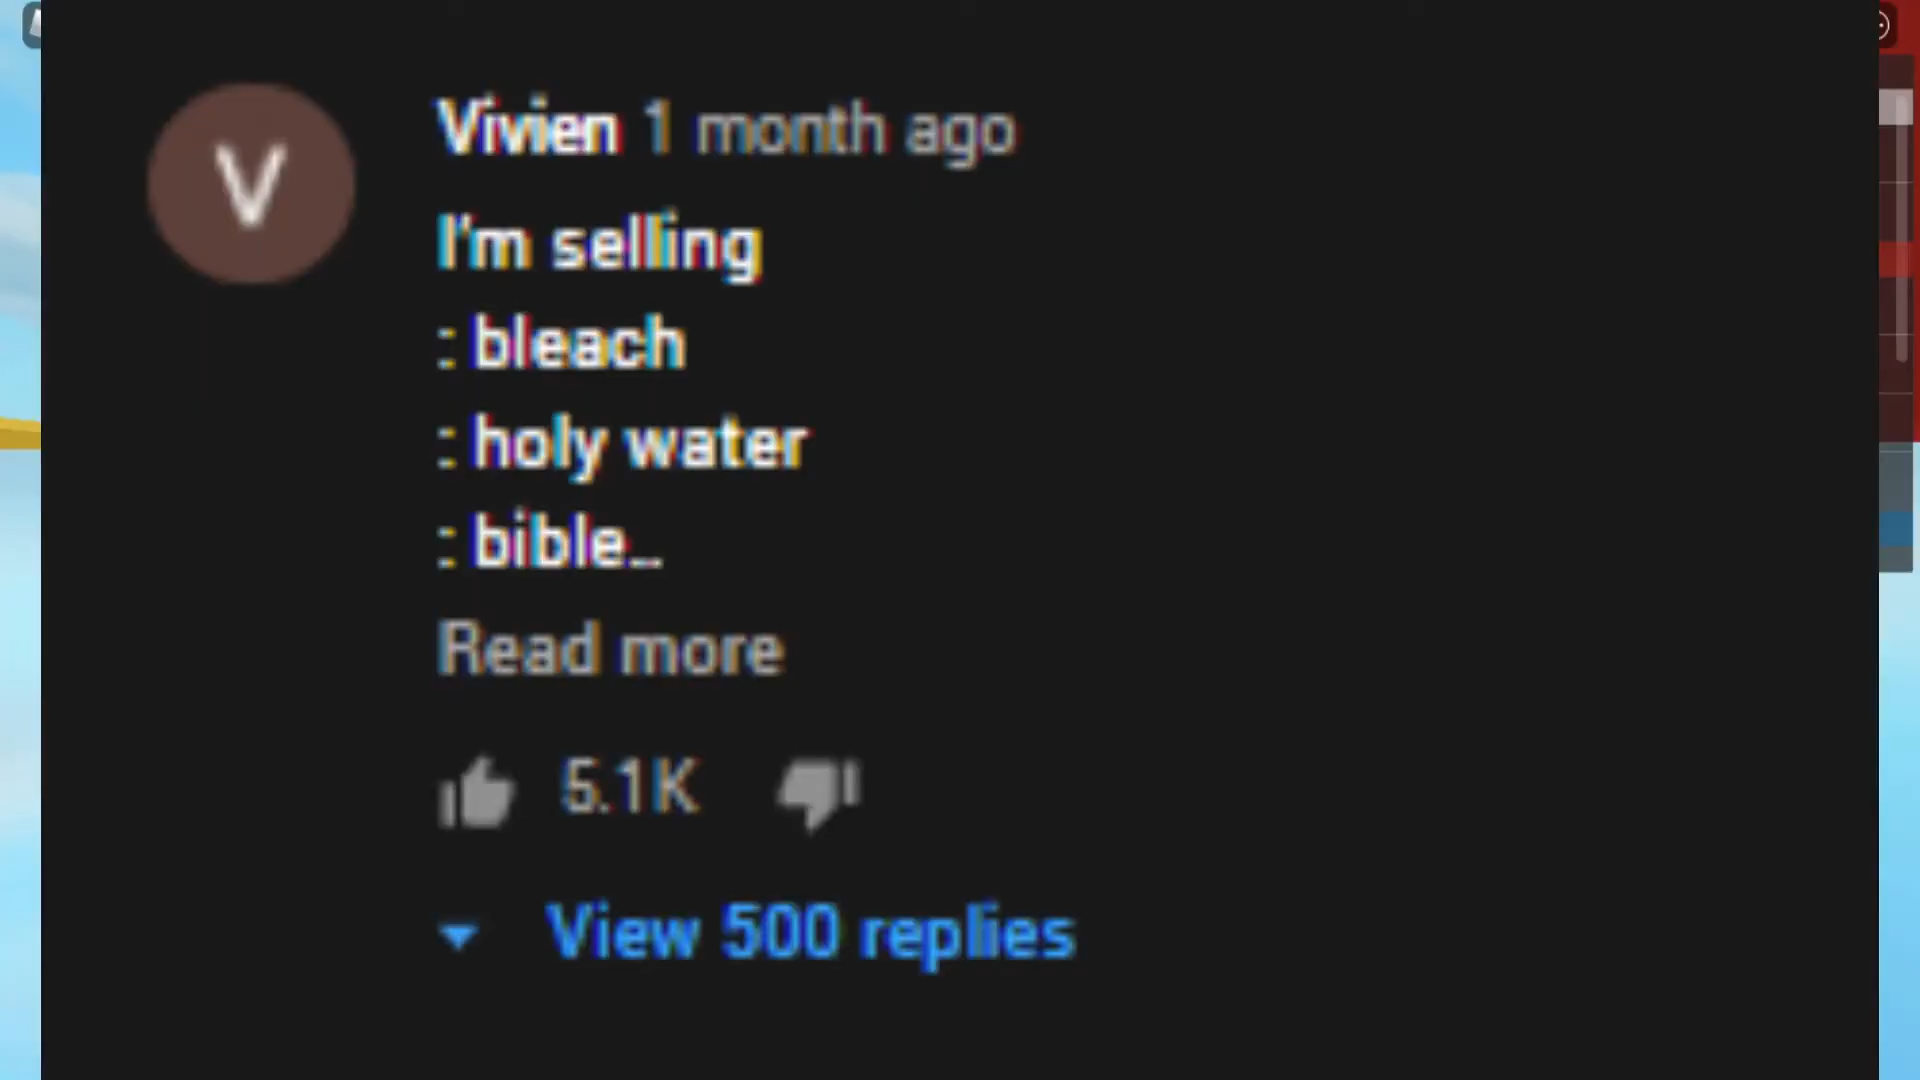 V
Vivien 1 month ago
I'm selling
: bleach
: holy water
: bible...
Read more
5.1K
View 500 replies